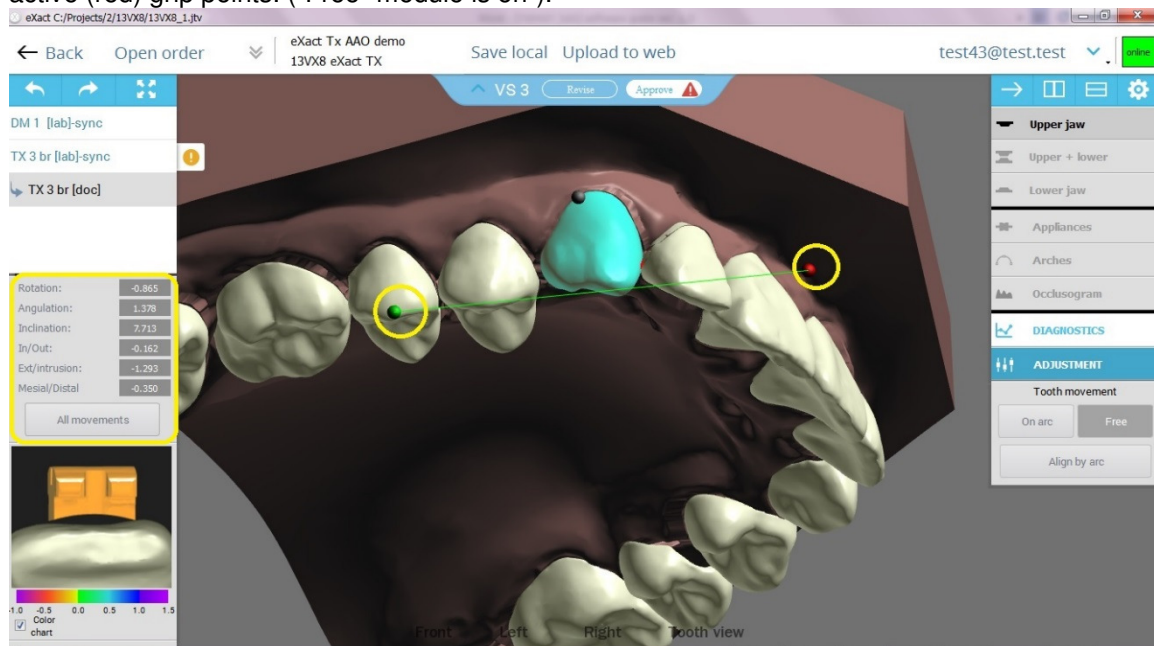 active (red) grip points. ("Free" module is on").
eXact C:/Projects/2/13VX8/13VX8_1.jtv
← Back Open order eXact Tx AAO demo Save local Upload to web test43@test.test online
13VX8 eXact TX
VS 3 Revise Approve
DM 1 [lab]-sync
TX 3 br [lab]-sync
TX 3 br [doc]
Rotation: -0.865
Angulation: 1.378
Inclination: 7.713
In/Out: -0.162
Ext/intrusion: -1.293
Mesial/Distal -0.350
All movements
-1.0 -0.5 0.0 0.5 1.0 1.5
Color
chart
Front Left Right Tooth view
Upper jaw
Upper + lower
Lower jaw
Appliances
Arches
Occlusogram
DIAGNOSTICS
ADJUSTMENT
Tooth movement
On arc Free
Align by arc